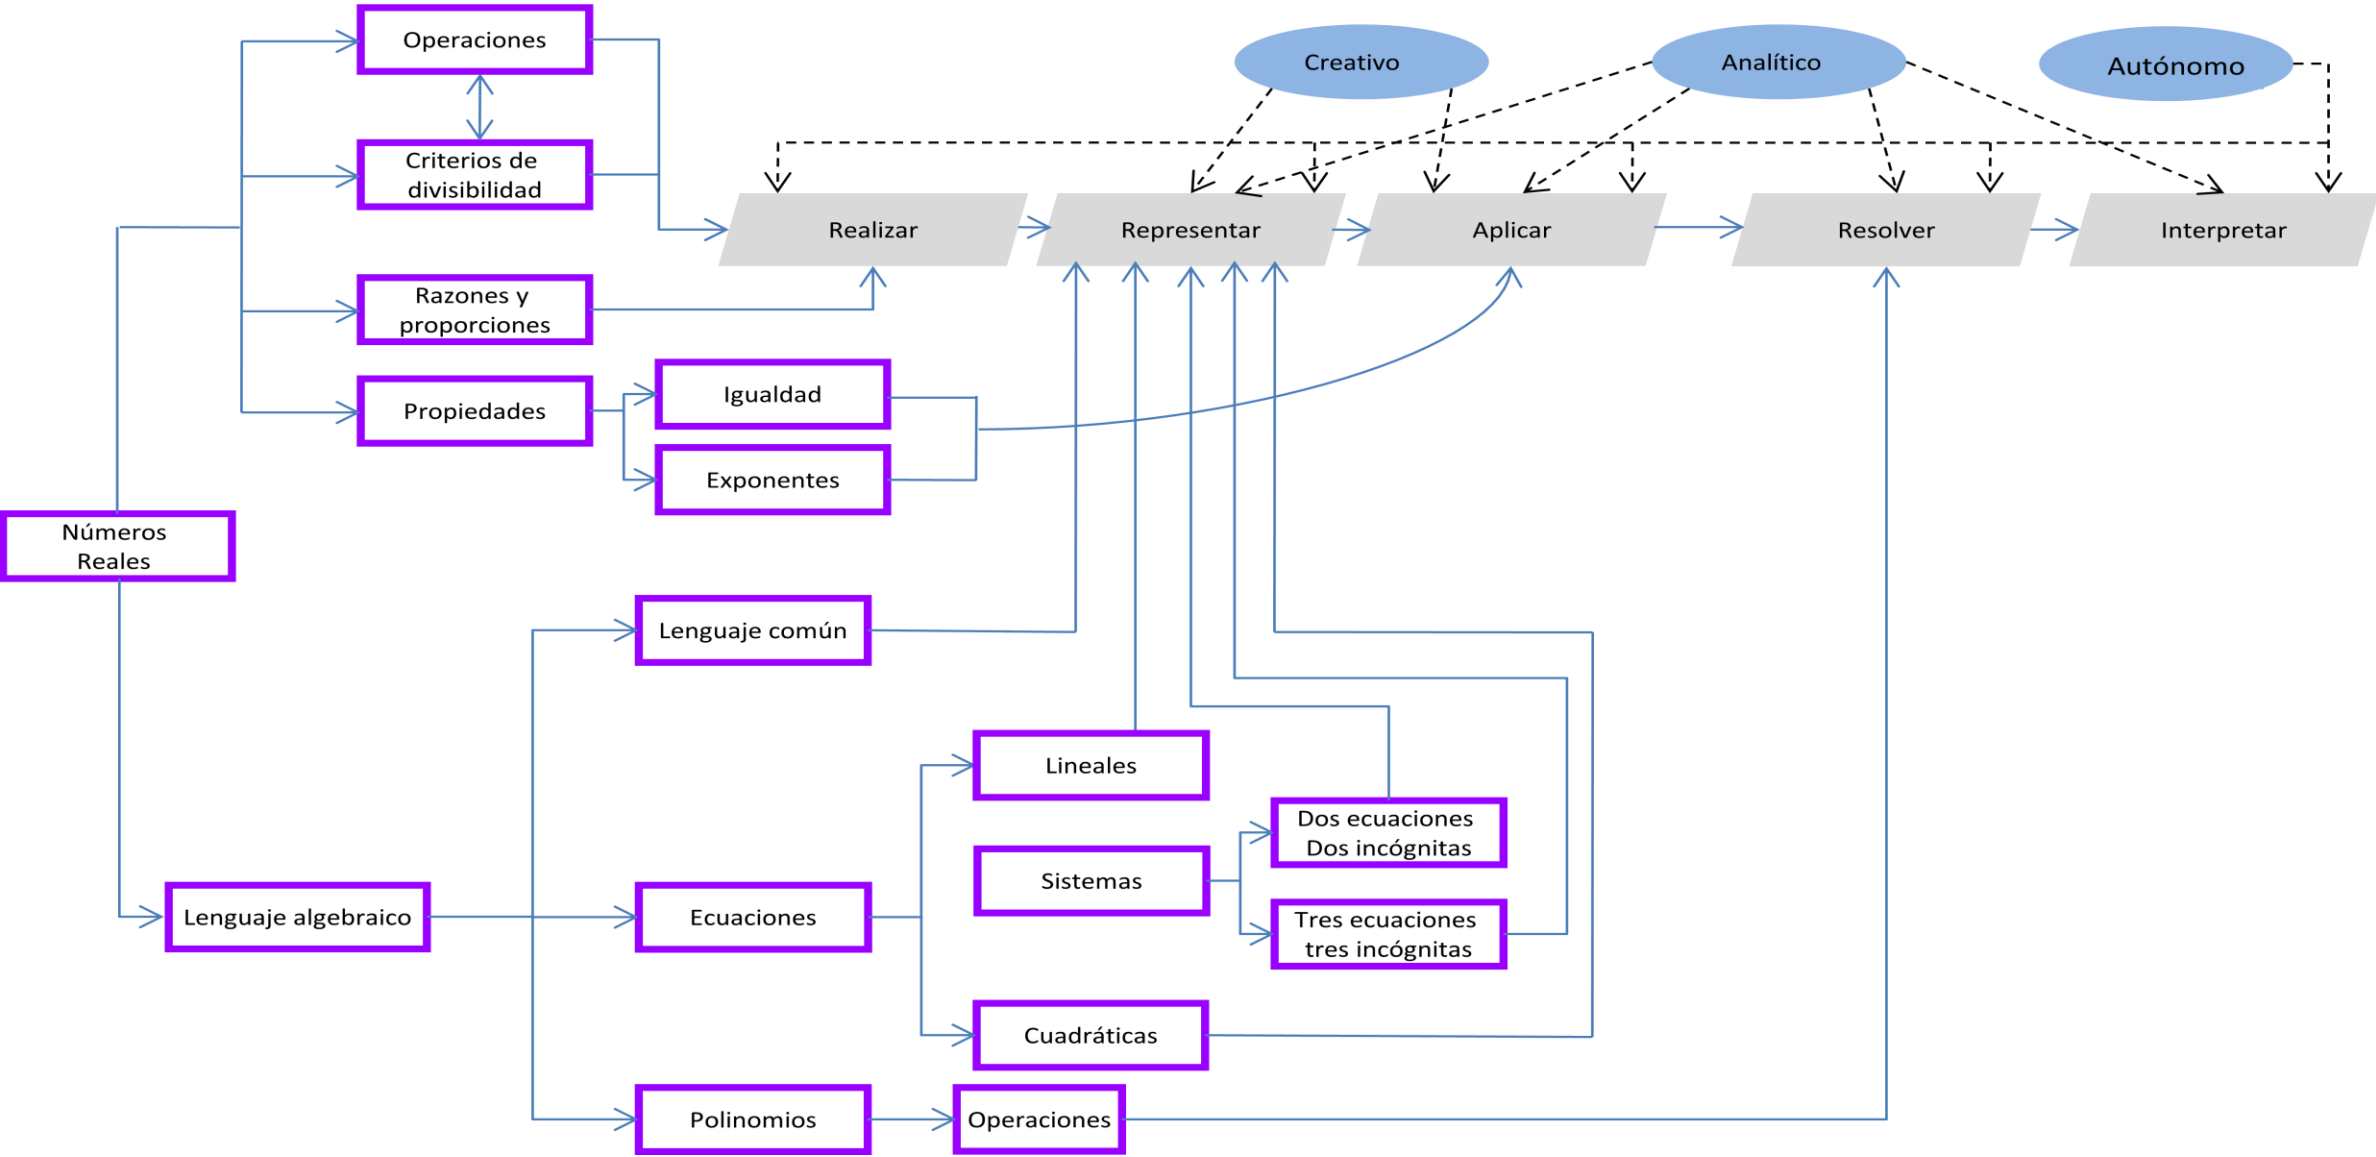 Operaciones
Creativo
Analítico
Autónomo
Criterios de
divisibilidad
Realizar
Representar
Aplicar
Resolver
Interpretar
Razones y
proporciones
Igualdad
Propiedades
Exponentes
Números
Reales
Lenguaje común
Lineales
Dos ecuaciones
Dos incógnitas
Sistemas
Lenguaje algebraico
Ecuaciones
Tres ecuaciones
tres incógnitas
Cuadráticas
Polinomios
Operaciones